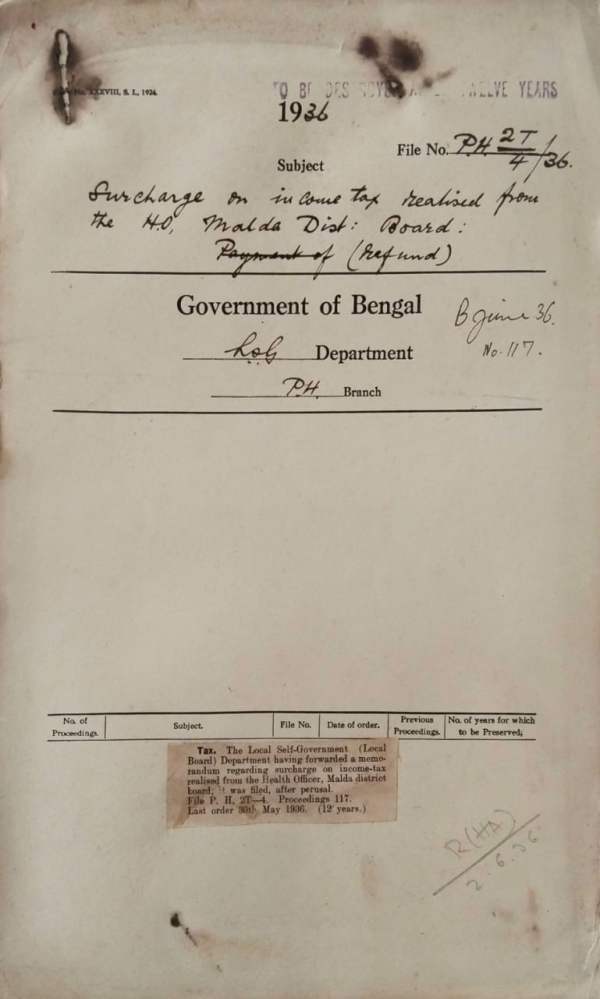 XXXVIII, S. L., 1924.
TWELVE YEARS
1936
File No. P.H. 2T/4/36.
Subject
Surcharge on income tax realised from
the H.O, Malda Dist: Board:
Payment of (Refund)
Government of Bengal
B June 36.
L.S.G Department
No. 117.
P.H. Branch
No. of Proceedings. Subject. File No. Date of order. Previous Proceedings. No. of years for which to be Preserved;
Tax. The Local Self-Government (Local
Board) Department having forwarded a memo-
randum regarding surcharge on income-tax
realised from the Health Officer, Malda district
board, it was filed, after perusal.
File P. H. 2T—4. Proceedings 117.
Last order 30th May 1936. (12 years.)
R(HA)
2.6.36